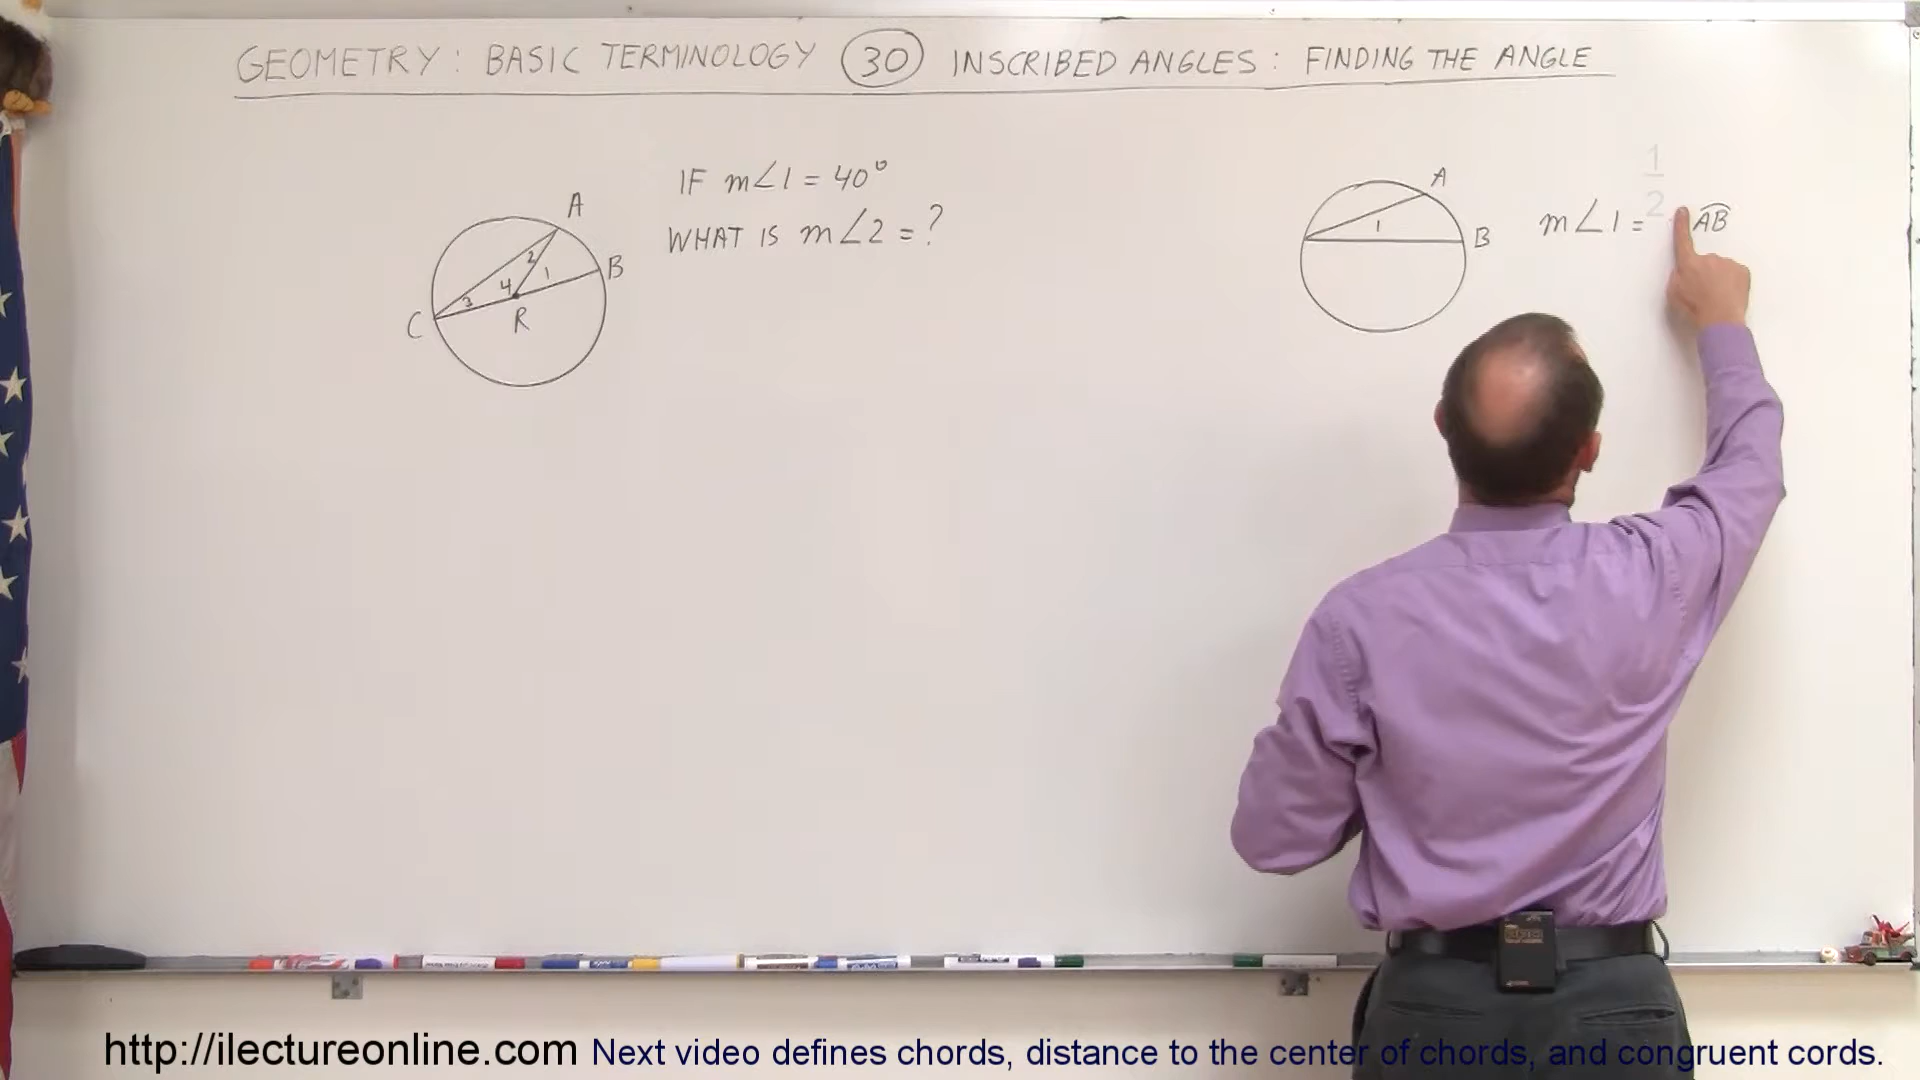 GEOMETRY: BASIC TERMINOLOGY 30 INSCRIBED ANGLES: FINDING THE ANGLE
IF m∠1 = 40°
WHAT IS m∠2 = ?
A
B
C
R
1
2
3
4
A
B
1
m∠1 = 1/2 AB
http://ilectureonline.com Next video defines chords, distance to the center of chords, and congruent cords.